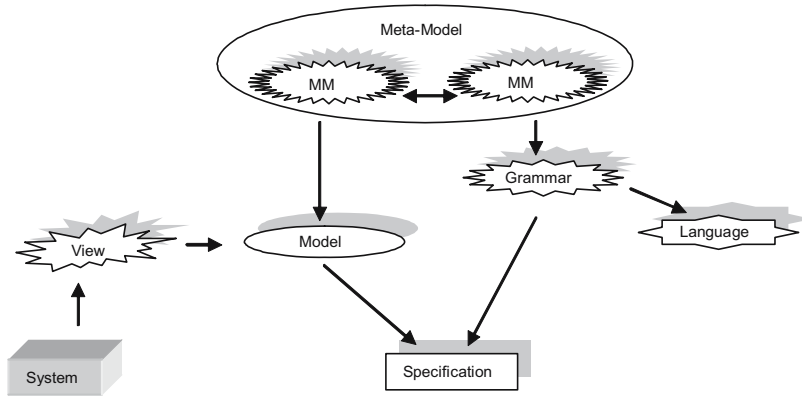 Meta-Model
MM
MM
Grammar
Language
Model
View
Specification
System